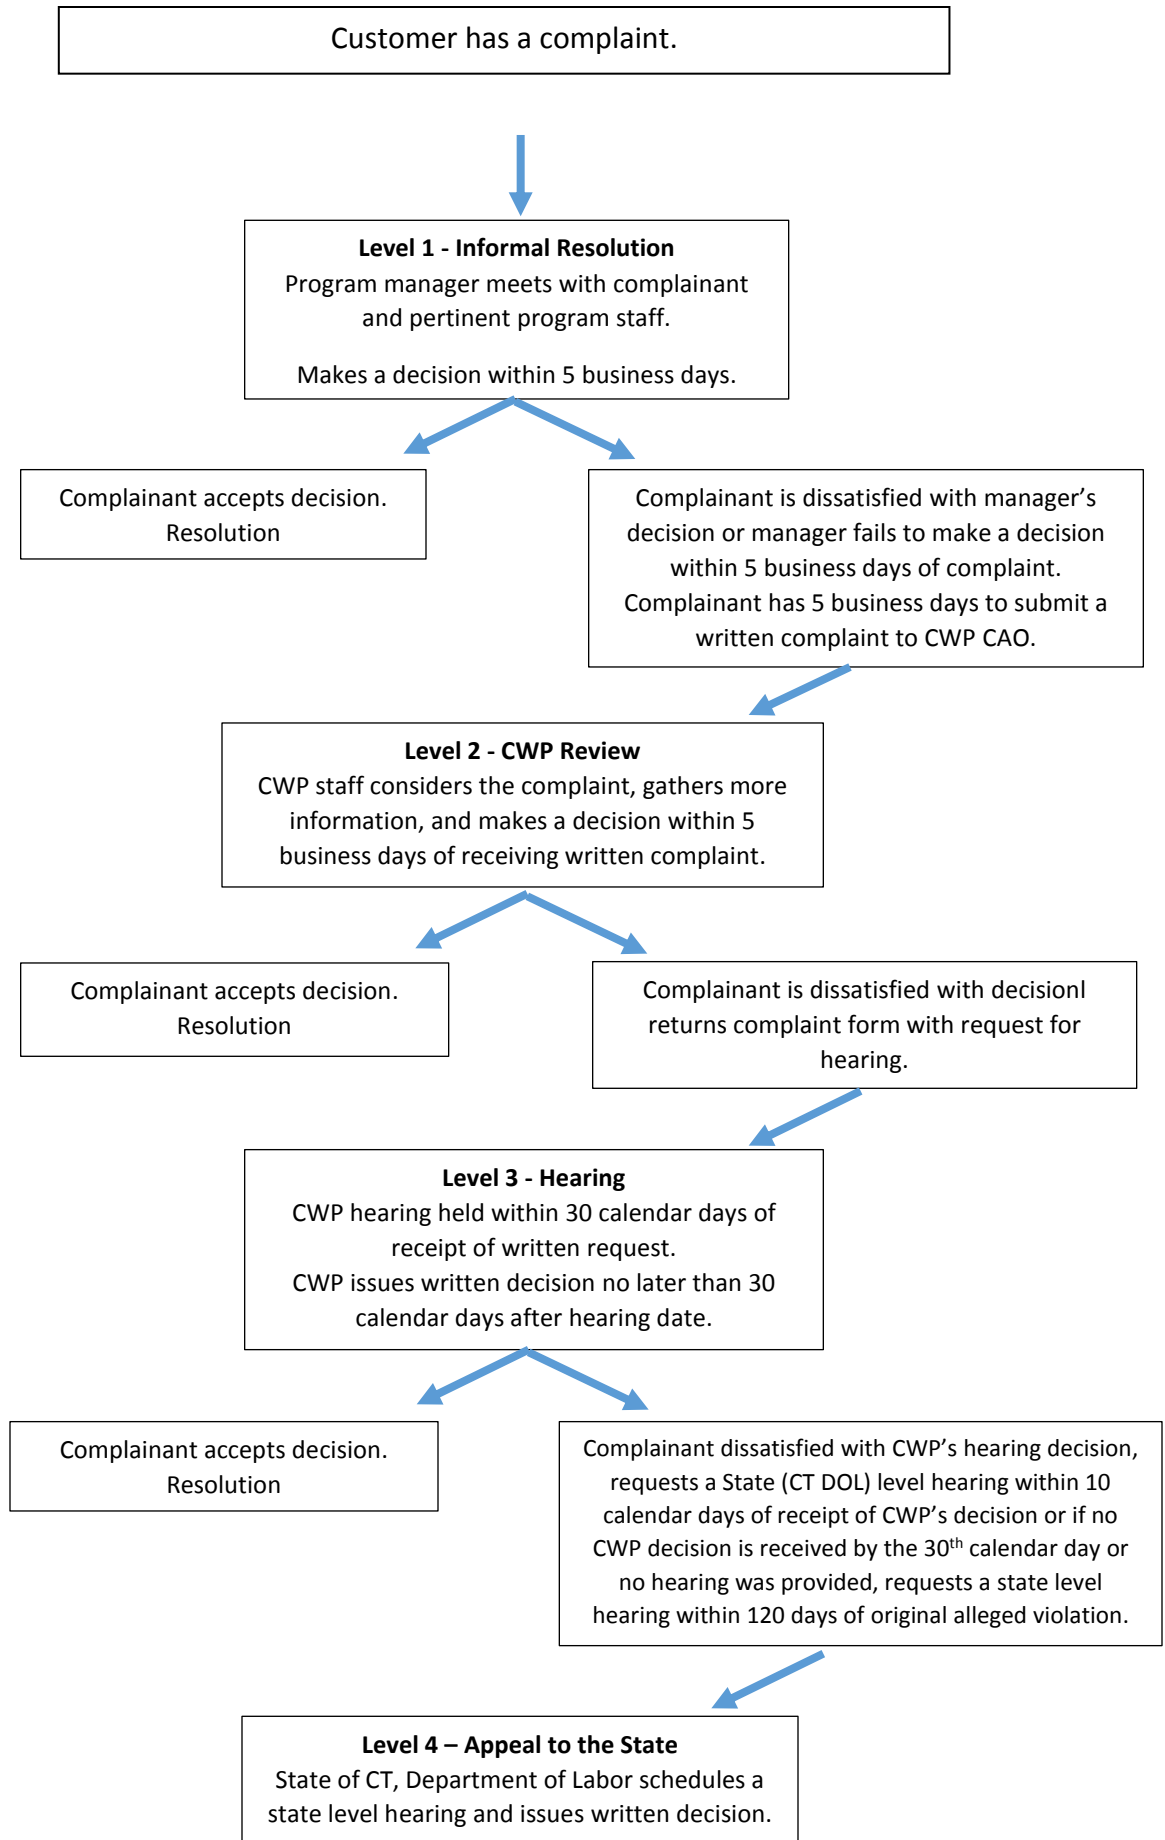 Customer has a complaint.
Level 1 - Informal Resolution
Program manager meets with complainant
and pertinent program staff.
Makes a decision within 5 business days.
Complainant accepts decision.
Resolution
Complainant is dissatisfied with manager’s
decision or manager fails to make a decision
within 5 business days of complaint.
Complainant has 5 business days to submit a
written complaint to CWP CAO.
Level 2 - CWP Review
CWP staff considers the complaint, gathers more
information, and makes a decision within 5
business days of receiving written complaint.
Complainant accepts decision.
Resolution
Complainant is dissatisfied with decisionl
returns complaint form with request for
hearing.
Level 3 - Hearing
CWP hearing held within 30 calendar days of
receipt of written request.
CWP issues written decision no later than 30
calendar days after hearing date.
Complainant accepts decision.
Resolution
Complainant dissatisfied with CWP’s hearing decision,
requests a State (CT DOL) level hearing within 10
calendar days of receipt of CWP’s decision or if no
CWP decision is received by the 30th calendar day or
no hearing was provided, requests a state level
hearing within 120 days of original alleged violation.
Level 4 – Appeal to the State
State of CT, Department of Labor schedules a
state level hearing and issues written decision.